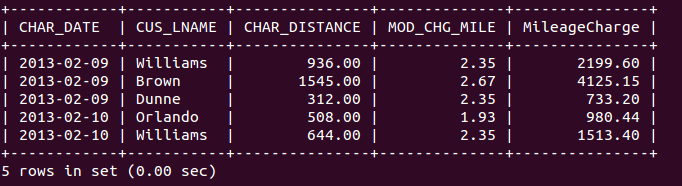 +------------+-----------+---------------+--------------+---------------+
| CHAR_DATE  | CUS_LNAME | CHAR_DISTANCE | MOD_CHG_MILE | MileageCharge |
+------------+-----------+---------------+--------------+---------------+
| 2013-02-09 | Williams  |        936.00 |         2.35 |       2199.60 |
| 2013-02-09 | Brown     |       1545.00 |         2.67 |       4125.15 |
| 2013-02-09 | Dunne     |        312.00 |         2.35 |        733.20 |
| 2013-02-10 | Orlando   |        508.00 |         1.93 |        980.44 |
| 2013-02-10 | Williams  |        644.00 |         2.35 |       1513.40 |
+------------+-----------+---------------+--------------+---------------+
5 rows in set (0.00 sec)